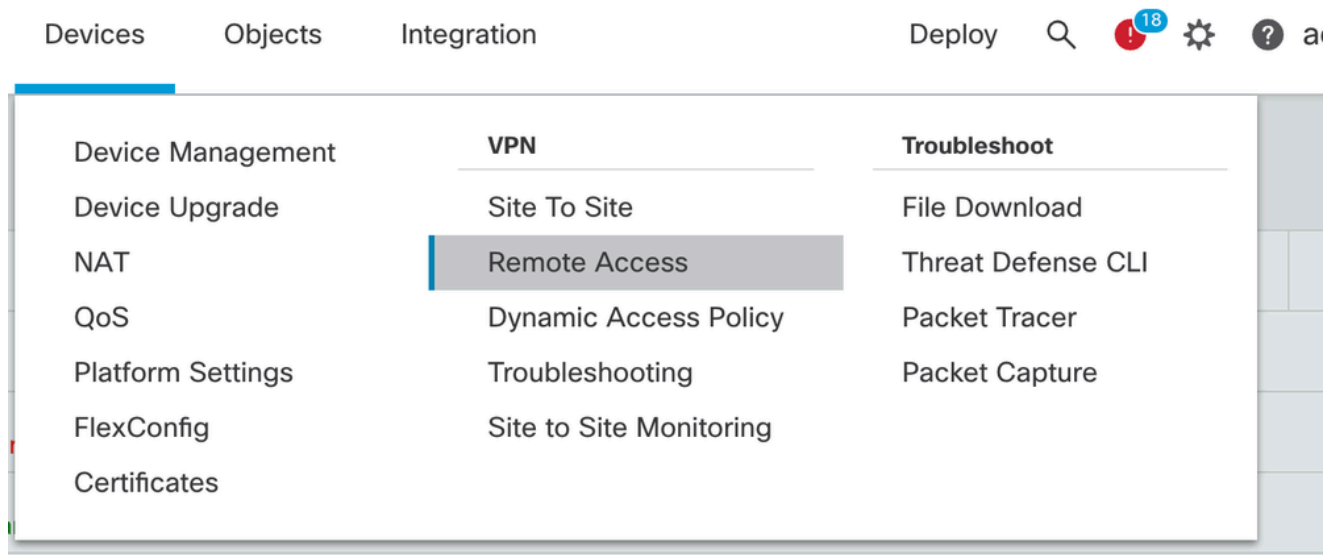 Devices Objects Integration Deploy 18 ? a
Device Management
Device Upgrade
NAT
QoS
Platform Settings
FlexConfig
Certificates
VPN
Site To Site
Remote Access
Dynamic Access Policy
Troubleshooting
Site to Site Monitoring
Troubleshoot
File Download
Threat Defense CLI
Packet Tracer
Packet Capture